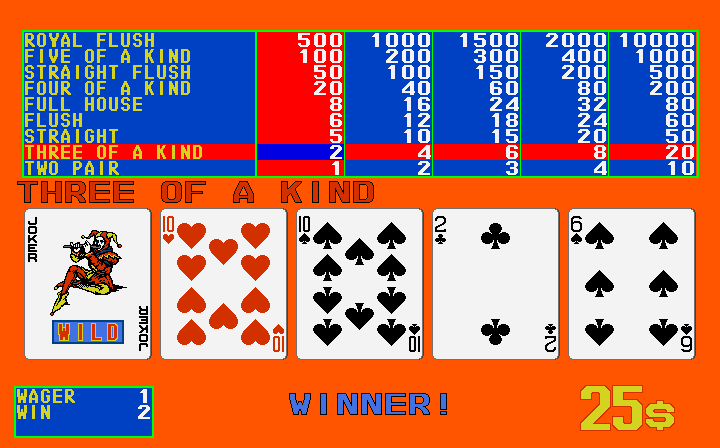 ROYAL FLUSH 500 1000 1500 2000 10000
FIVE OF A KIND 100 200 300 400 1000
STRAIGHT FLUSH 50 100 150 200 500
FOUR OF A KIND 20 40 60 80 200
FULL HOUSE 8 16 24 32 80
FLUSH 6 12 18 24 60
STRAIGHT 5 10 15 20 50
THREE OF A KIND 2 4 6 8 20
TWO PAIR 1 2 3 4 10
THREE OF A KIND
JOKER 10 10 2 6
WILD
JOKER 10 10 2 6
WAGER 1
WIN 2
WINNER!
25$